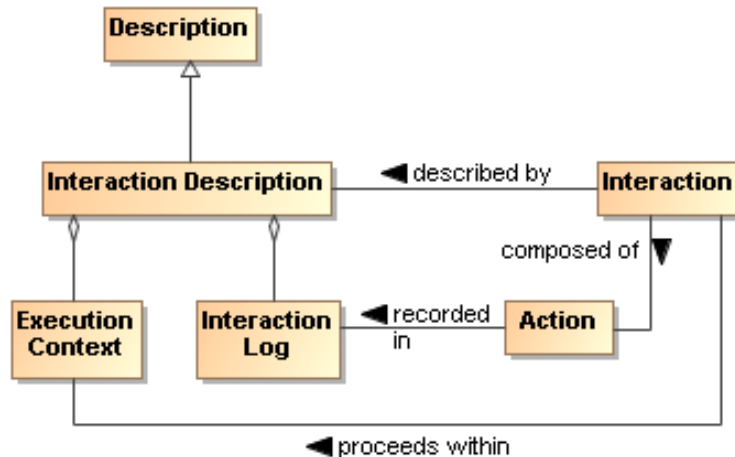 Description
Interaction Description
described by
Interaction
composed of
Execution
Context
Interaction
Log
recorded
in
Action
proceeds within